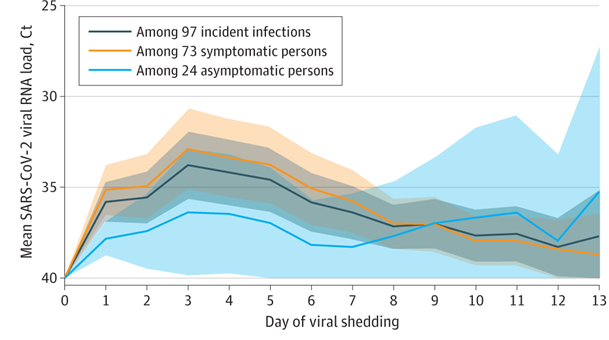 25
Among 97 incident infections
Among 73 symptomatic persons
Among 24 asymptomatic persons
30
35
40
Mean SARS-CoV-2 viral RNA load, Ct
0 1 2 3 4 5 6 7 8 9 10 11 12 13
Day of viral shedding